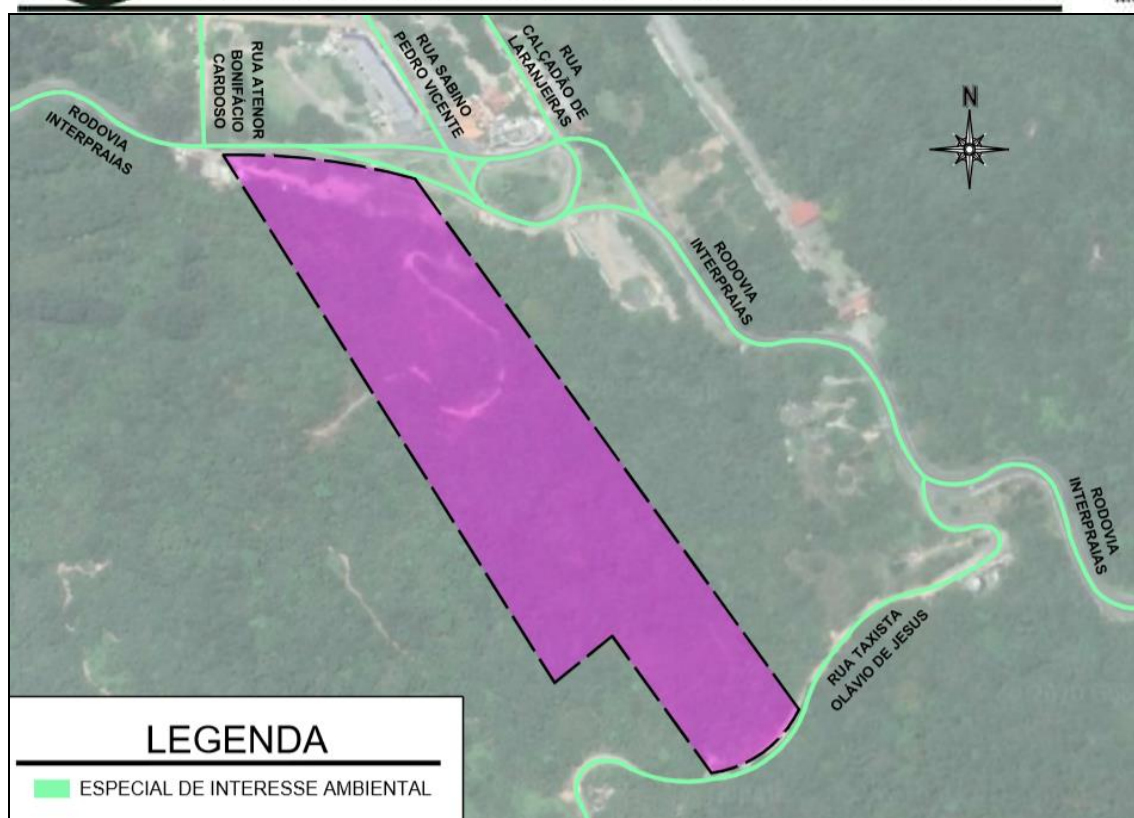 RUA ATENOR
BONIFÁCIO
CARDOSO
RUA SABINO
PEDRO VICENTE
RUA
CALÇADÃO DE
LARANJEIRAS
RODOVIA
INTERPRAIAS
N
RODOVIA
INTERPRAIAS
RODOVIA
INTERPRAIAS
RUA TAXISTA
OLÁVIO DE JESUS
LEGENDA
ESPECIAL DE INTERESSE AMBIENTAL